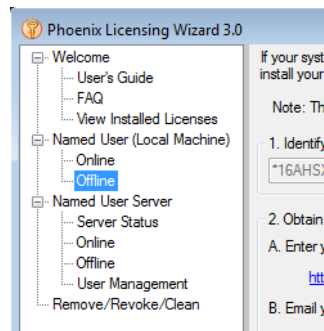 Phoenix Licensing Wizard 3.0
Welcome
User's Guide
FAQ
View Installed Licenses
Named User (Local Machine)
Online
Offline
Named User Server
Server Status
Online
Offline
User Management
Remove/Revoke/Clean
If your syst
install your
Note: Th
1. Identify
*16AHS
2. Obtain
A. Enter y
htt
B. Email y